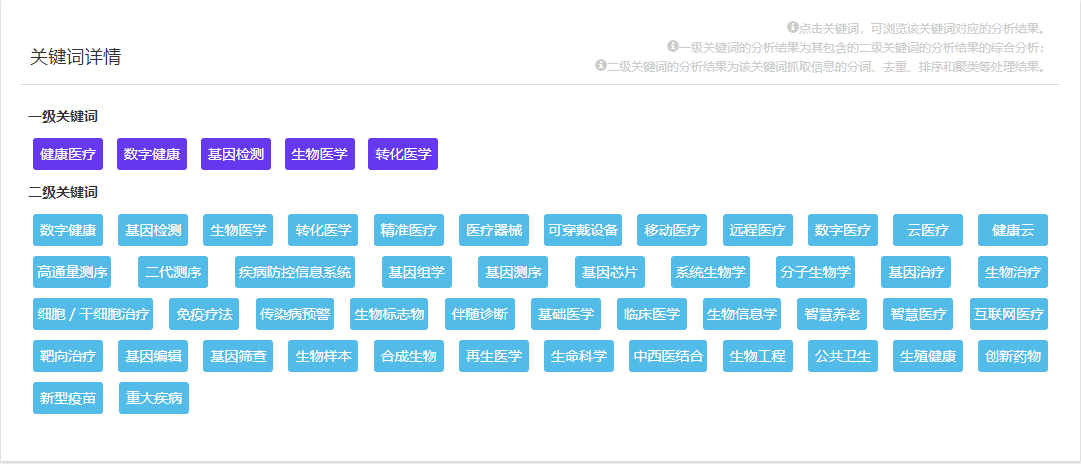 点击关键词，可浏览该关键词对应的分析结果。
关键词详情
一级关键词的分析结果为其包含的二级关键词的分析结果的综合分析；
二级关键词的分析结果为该关键词抓取信息的分词、去重、排序和聚类等处理结果。
一级关键词
健康医疗 数字健康 基因检测 生物医学 转化医学
二级关键词
数字健康 基因检测 生物医学 转化医学 精准医疗 医疗器械 可穿戴设备 移动医疗 远程医疗 数字医疗 云医疗 健康云
高通量测序 二代测序 疾病防控信息系统 基因组学 基因测序 基因芯片 系统生物学 分子生物学 基因治疗 生物治疗
细胞 / 干细胞治疗 免疫疗法 传染病预警 生物标志物 伴随诊断 基础医学 临床医学 生物信息学 智慧养老 智慧医疗 互联网医疗
靶向治疗 基因编辑 基因筛查 生物样本 合成生物 再生医学 生命科学 中西医结合 生物工程 公共卫生 生殖健康 创新药物
新型疫苗 重大疾病